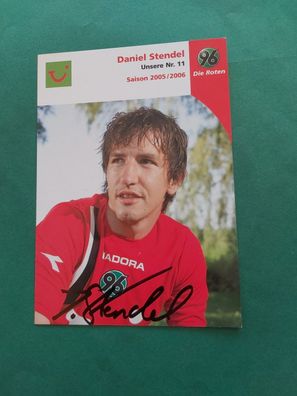 Daniel Stendel
Unsere Nr. 11
Saison 2005/2006
96
Die Roten
DIADORA
96
D. Stendel